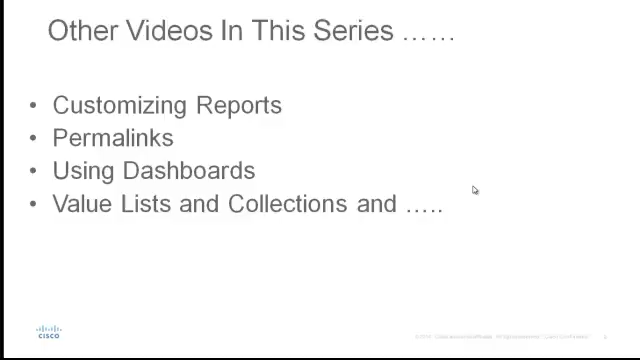 Other Videos In This Series ……
• Customizing Reports
• Permalinks
• Using Dashboards
• Value Lists and Collections and …..
CISCO